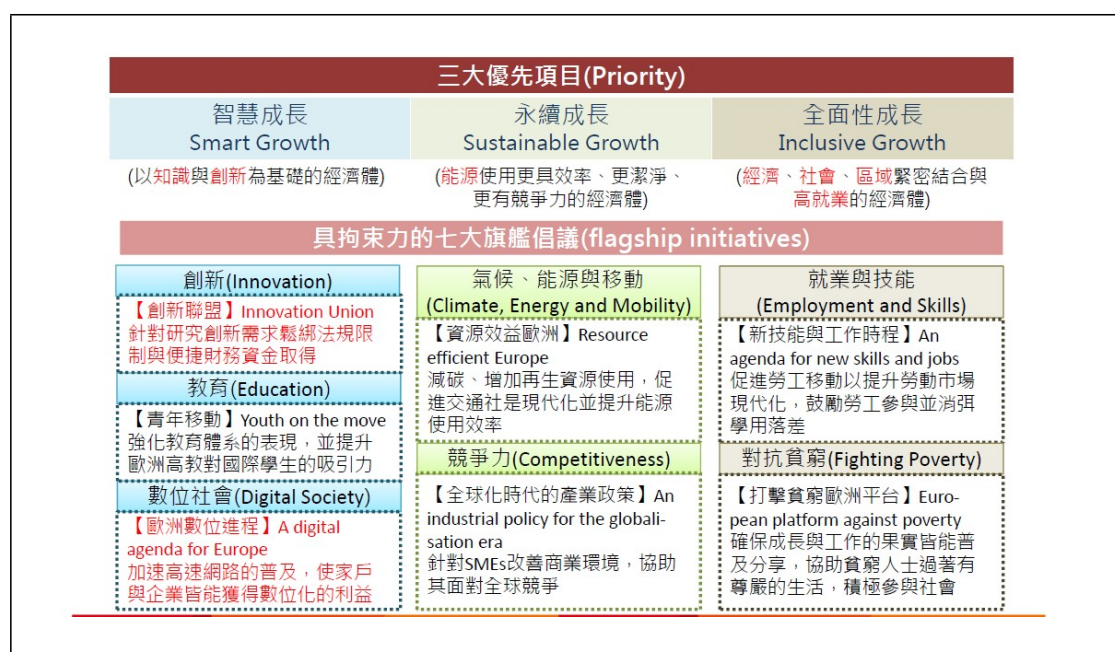 三大優先項目(Priority)
智慧成長
Smart Growth
永續成長
Sustainable Growth
全面性成長
Inclusive Growth
(以知識與創新為基礎的經濟體)
(能源使用更具效率、更潔淨、
更有競爭力的經濟體)
(經濟、社會、區域緊密結合與
高就業的經濟體)
具拘束力的七大旗艦倡議(flagship initiatives)
創新(Innovation)
【創新聯盟】Innovation Union
針對研究創新需求鬆綁法規限
制與便捷財務資金取得
教育(Education)
【青年移動】Youth on the move
強化教育體系的表現，並提升
歐洲高教對國際學生的吸引力
數位社會(Digital Society)
【歐洲數位進程】A digital
agenda for Europe
加速高速網路的普及，使家戶
與企業皆能獲得數位化的利益
氣候、能源與移動
(Climate, Energy and Mobility)
【資源效益歐洲】Resource
efficient Europe
減碳、增加再生資源使用，促
進交通社是現代化並提升能源
使用效率
競爭力(Competitiveness)
【全球化時代的產業政策】An
industrial policy for the globali-
sation era
針對SMEs改善商業環境，協助
其面對全球競爭
就業與技能
(Employment and Skills)
【新技能與工作時程】An
agenda for new skills and jobs
促進勞工移動以提升勞動市場
現代化，鼓勵勞工參與並消弭
學用落差
對抗貧窮(Fighting Poverty)
【打擊貧窮歐洲平台】Euro-
pean platform against poverty
確保成長與工作的果實皆能普
及分享，協助貧窮人士過著有
尊嚴的生活，積極參與社會